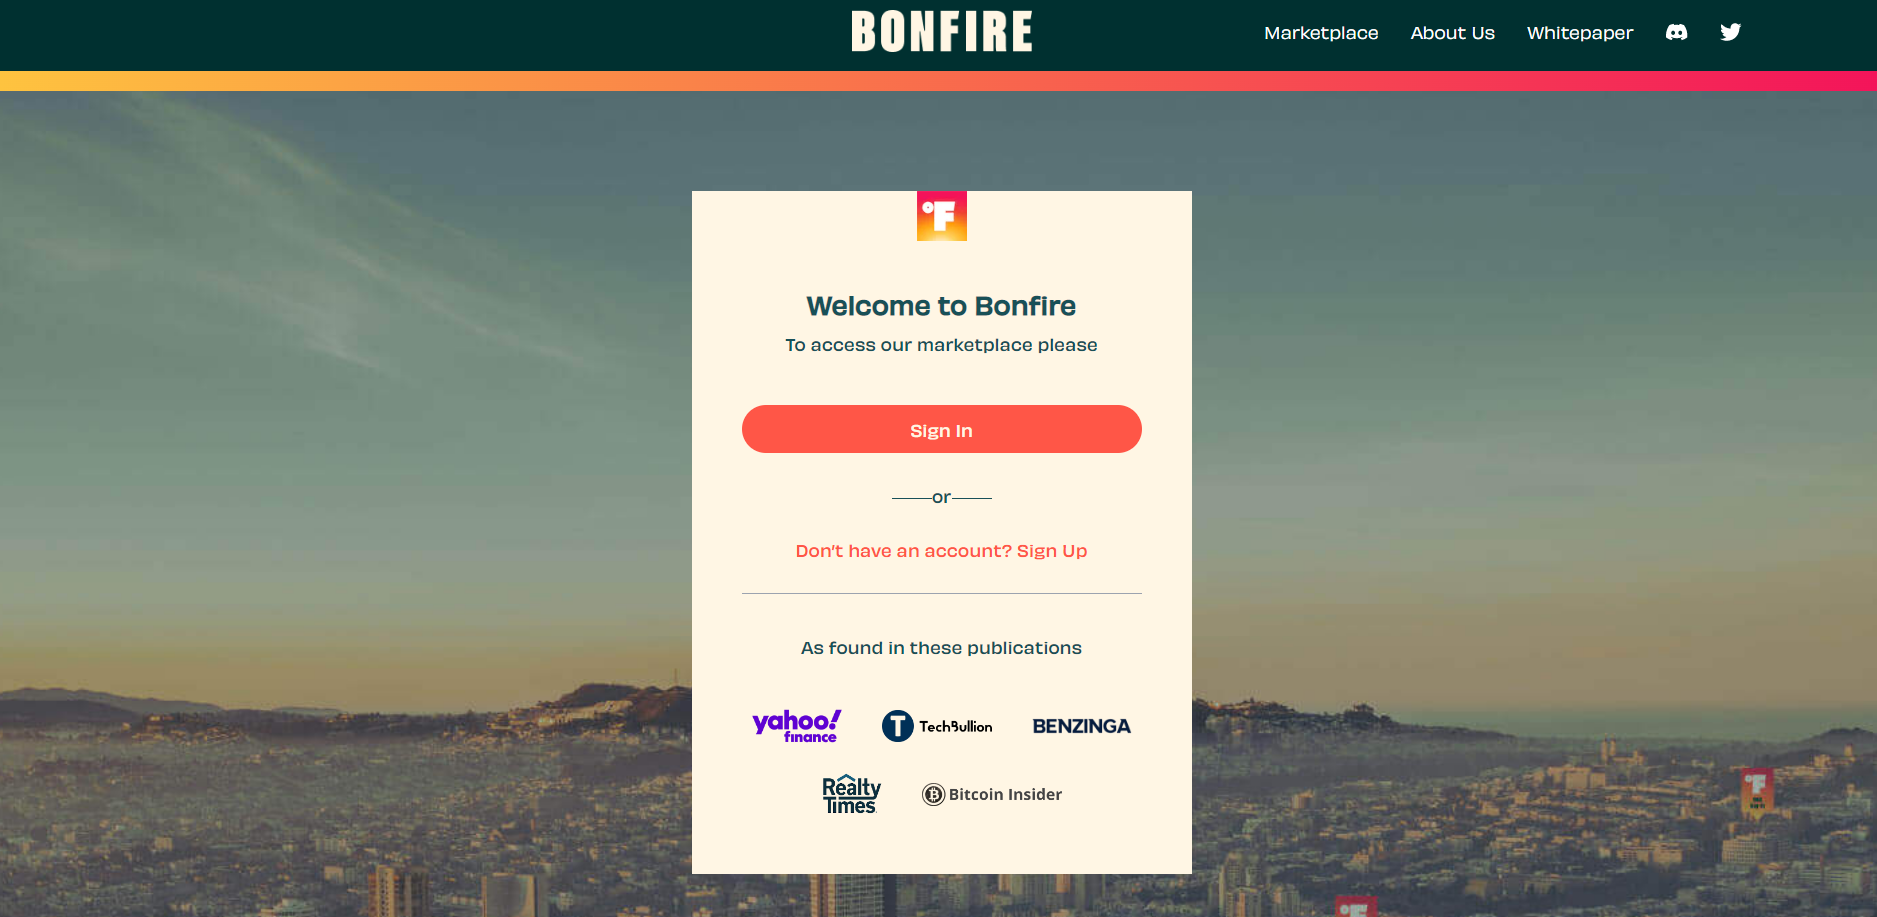 BONFIRE
Marketplace About Us Whitepaper
°F
Welcome to Bonfire
To access our marketplace please
Sign In
or
Don't have an account? Sign Up
As found in these publications
yahoo!
finance
T TechBullion
BENZINGA
Realty
Times
Bitcoin Insider
°F
°F